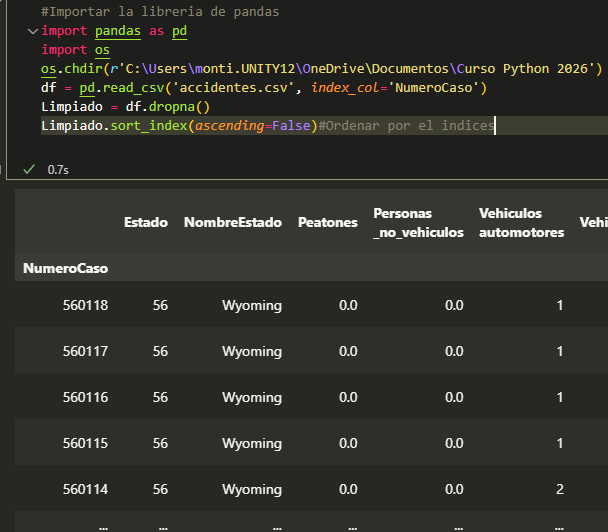 #Importar la libreria de pandas
import pandas as pd
import os
os.chdir(r'C:\Users\monti.UNITY12\OneDrive\Documentos\Curso Python 2026')
df = pd.read_csv('accidentes.csv', index_col='NumeroCaso')
Limpiado = df.dropna()
Limpiado.sort_index(ascending=False)#Ordenar por el indices
0.7s
Estado NombreEstado Peatones Personas _no_vehiculos Vehiculos automotores
NumeroCaso
560118 56 Wyoming 0.0 0.0 1
560117 56 Wyoming 0.0 0.0 1
560116 56 Wyoming 0.0 0.0 1
560115 56 Wyoming 0.0 0.0 1
560114 56 Wyoming 0.0 0.0 2
... ... ... ... ... ...